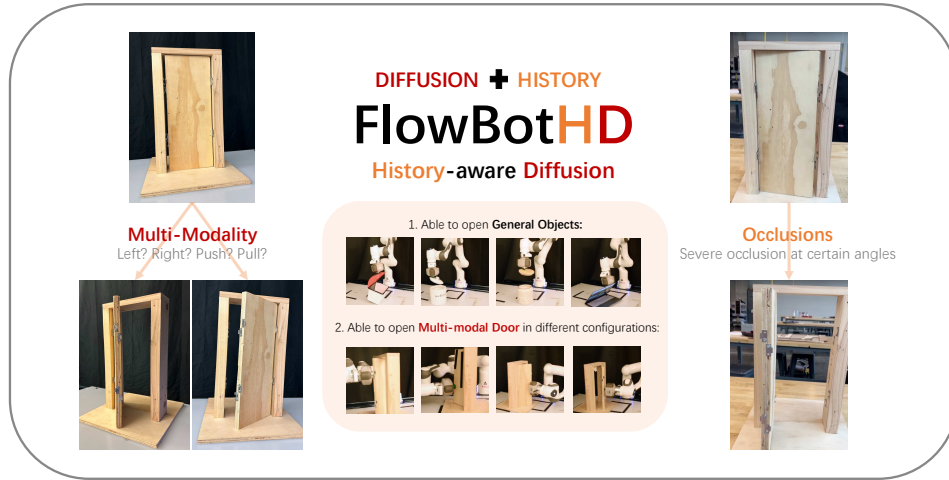 DIFFUSION + HISTORY
FlowBotHD
History-aware Diffusion
Multi-Modality
Left? Right? Push? Pull?
1. Able to open General Objects:
2. Able to open Multi-modal Door in different configurations:
Occlusions
Severe occlusion at certain angles